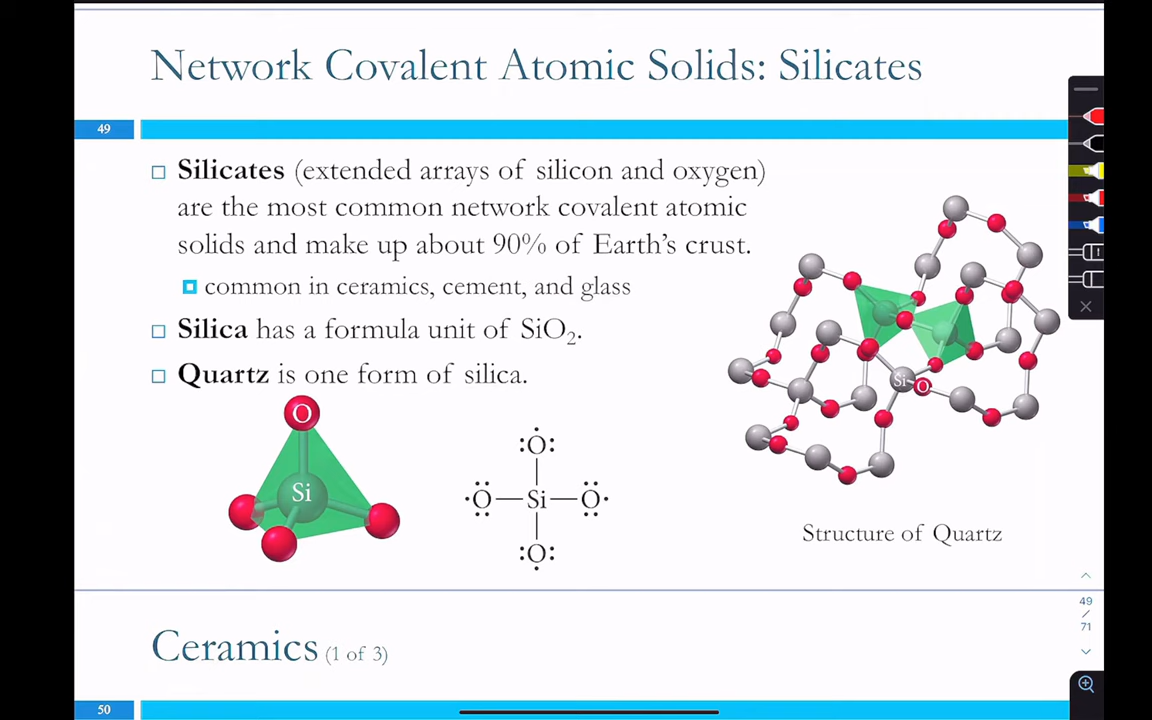 Network Covalent Atomic Solids: Silicates
49
Silicates (extended arrays of silicon and oxygen)
are the most common network covalent atomic
solids and make up about 90% of Earth's crust.
common in ceramics, cement, and glass
Silica has a formula unit of SiO₂.
Quartz is one form of silica.
O
Si
:Ȯ:
·O—Si—O·
:O:
Si
O
Structure of Quartz
49
/
71
Ceramics (1 of 3)
50